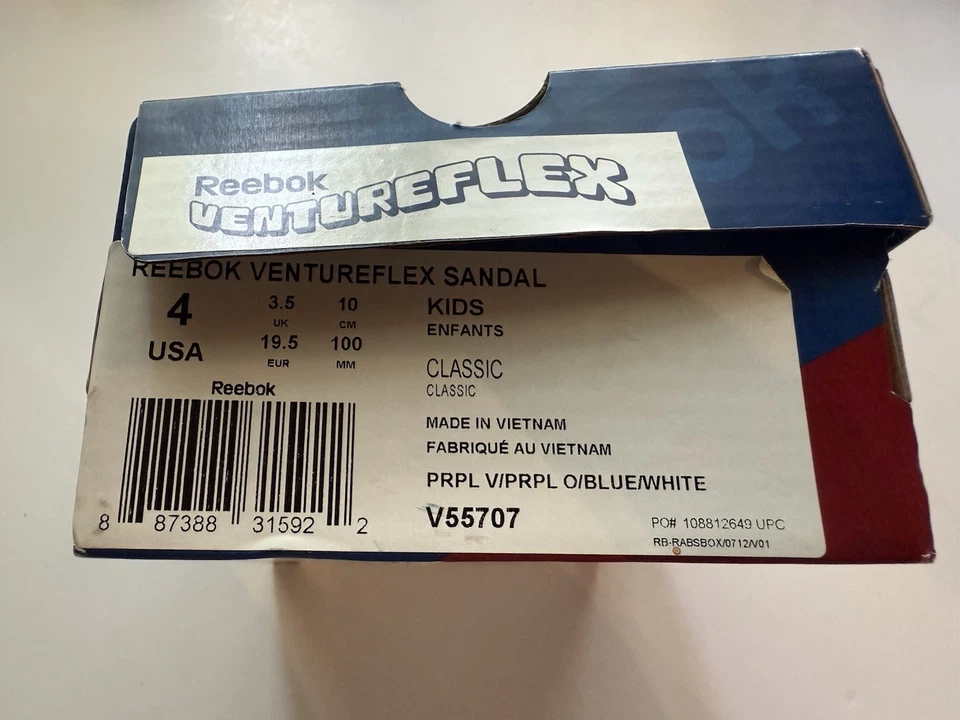 ok
Reebok
VENTUREFLEX
REEBOK VENTUREFLEX SANDAL
4 3.5 10 KIDS
UK CM ENFANTS
USA 19.5 100
EUR MM CLASSIC
CLASSIC
Reebok
MADE IN VIETNAM
FABRIQUÉ AU VIETNAM
PRPL V/PRPL O/BLUE/WHITE
V55707
8 87388 31592 2
PO# 108812649 UPC
RB-RABSBOX/0712/V01